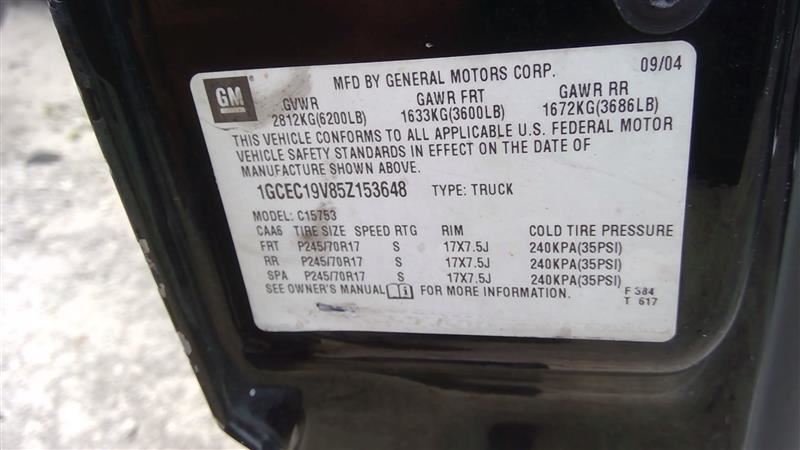 GM
MFD BY GENERAL MOTORS CORP. 09/04
GVWR GAWR FRT GAWR RR
2812KG(6200LB) 1633KG(3600LB) 1672KG(3686LB)
THIS VEHICLE CONFORMS TO ALL APPLICABLE U.S. FEDERAL MOTOR
VEHICLE SAFETY STANDARDS IN EFFECT ON THE DATE OF
MANUFACTURE SHOWN ABOVE.
1GCEC19V85Z153648 TYPE: TRUCK
MODEL: C15753
CAA6 TIRE SIZE SPEED RTG RIM COLD TIRE PRESSURE
FRT P245/70R17 S 17X7.5J 240KPA(35PSI)
RR P245/70R17 S 17X7.5J 240KPA(35PSI)
SPA P245/70R17 S 17X7.5J 240KPA(35PSI)
SEE OWNER'S MANUAL FOR MORE INFORMATION.
F 384
T 617